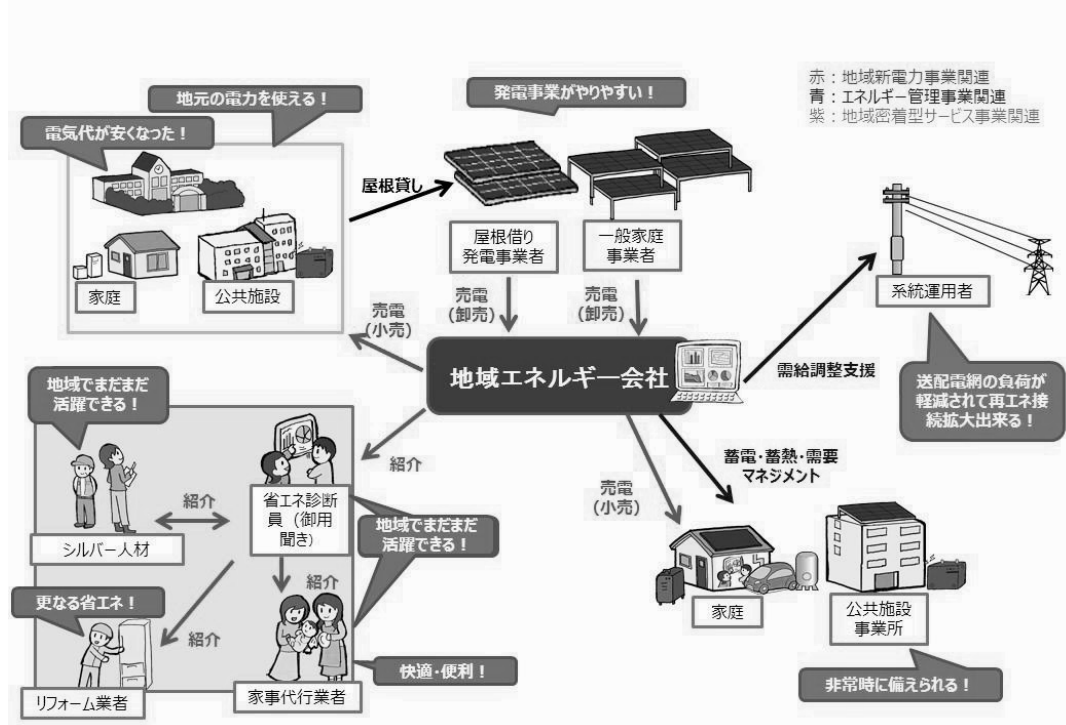 赤：地域新電力事業関連
青：エネルギー管理事業関連
紫：地域密着型サービス事業関連
地元の電力を使える！
電気代が安くなった！
発電事業がやりやすい！
屋根貸し
家庭
公共施設
屋根借り
発電事業者
一般家庭
事業者
系統運用者
売電
(小売)
売電
(卸売)
売電
(卸売)
地域エネルギー会社
需給調整支援
送配電網の負荷が
軽減されて再エネ接
続拡大出来る！
地域でまだまだ
活躍できる！
紹介
蓄電・蓄熱・需要
マネジメント
売電
(小売)
紹介
省エネ診断
員（御用
聞き）
シルバー人材
地域でまだまだ
活躍できる！
紹介
更なる省エネ！
紹介
家庭
公共施設
事業所
リフォーム業者
家事代行業者
快適・便利！
非常時に備えられる！